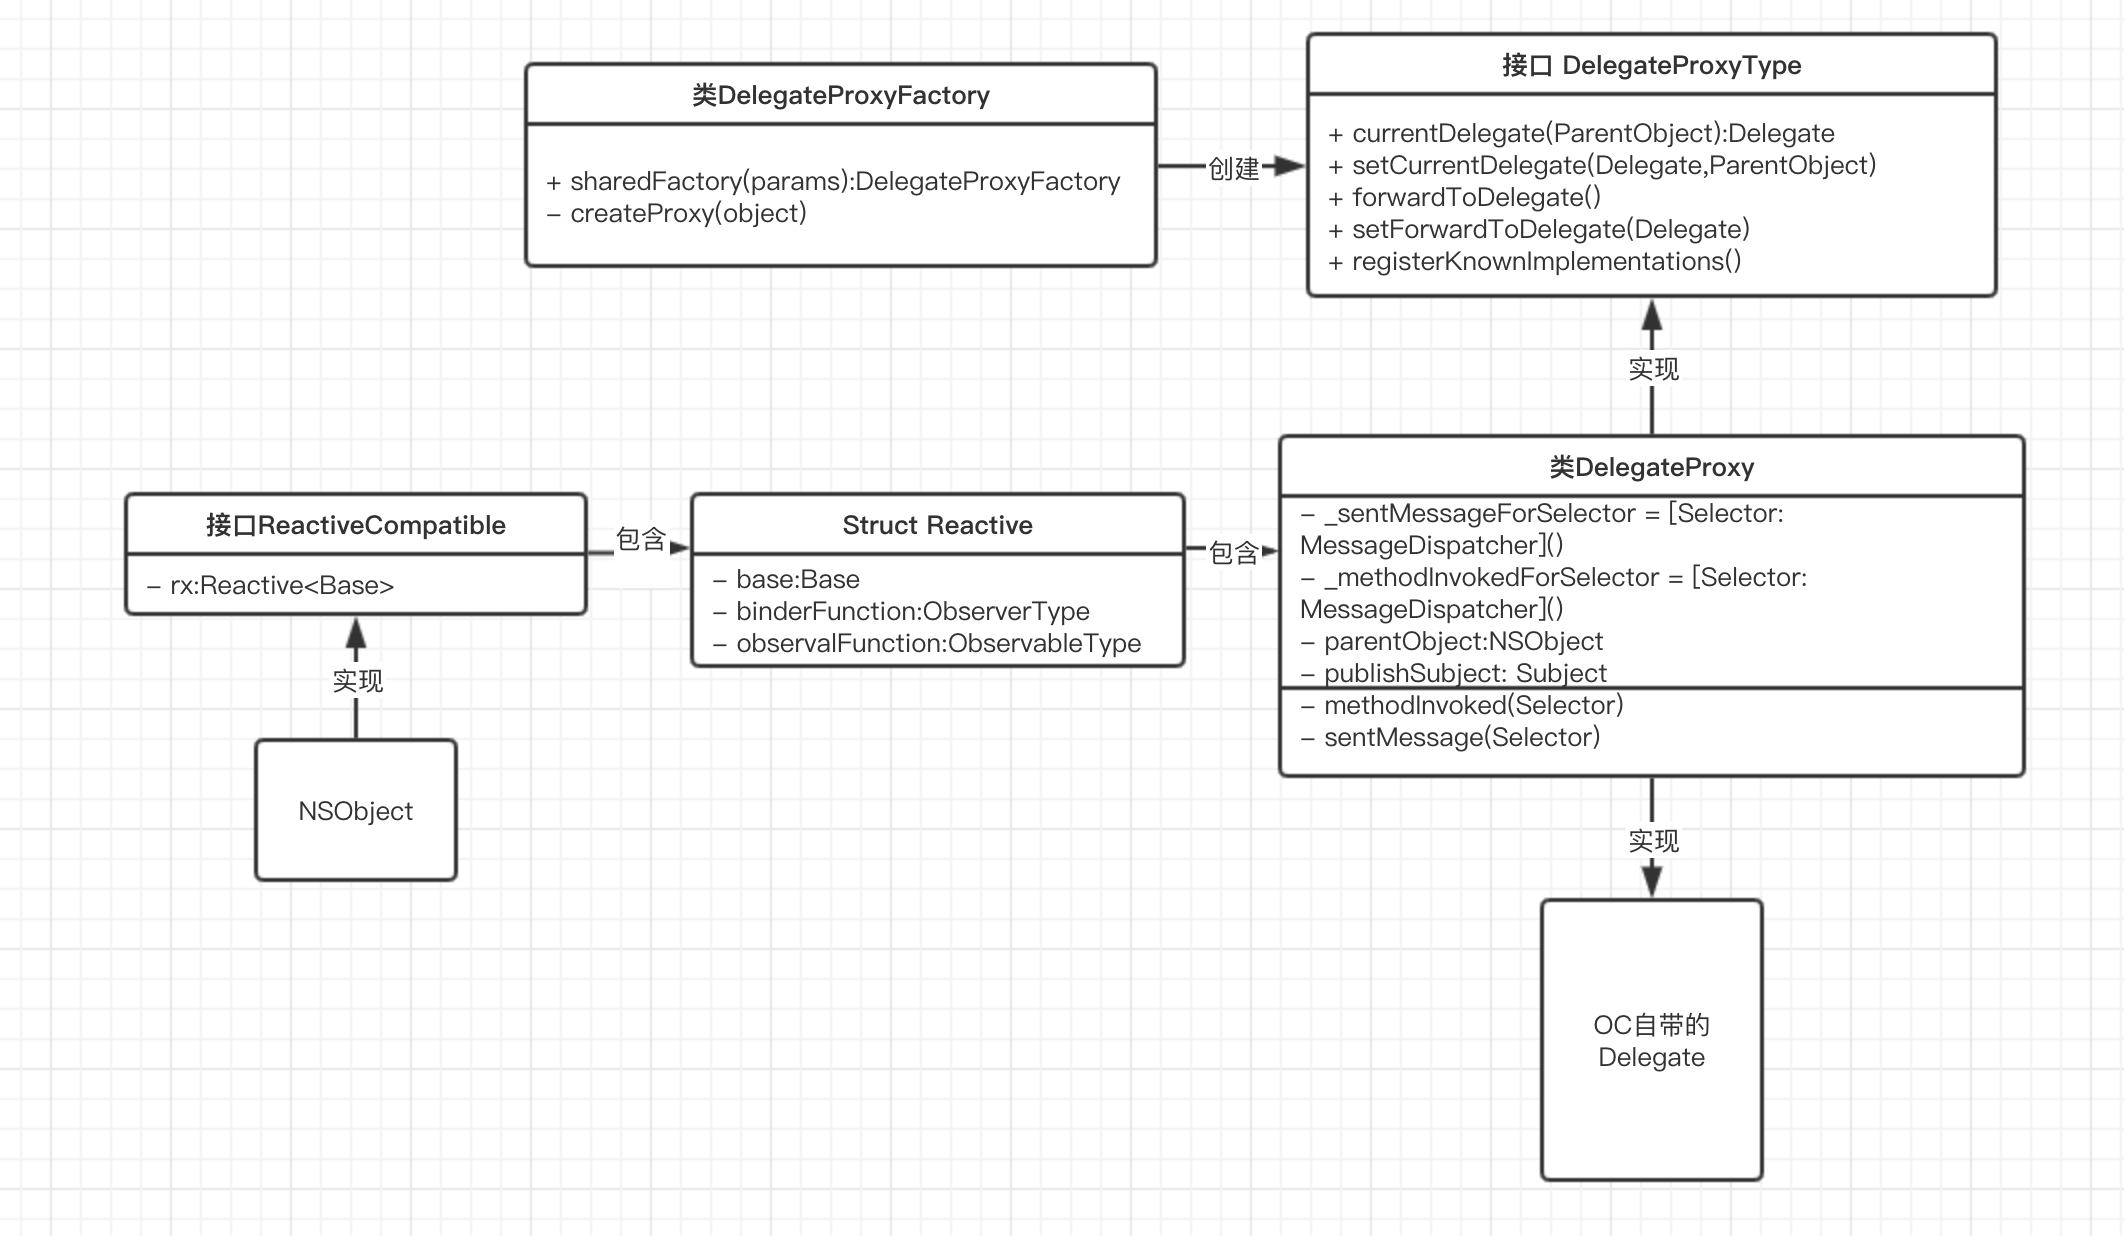 类DelegateProxyFactory
+ sharedFactory(params):DelegateProxyFactory
- createProxy(object)
创建
接口 DelegateProxyType
+ currentDelegate(ParentObject):Delegate
+ setCurrentDelegate(Delegate,ParentObject)
+ forwardToDelegate()
+ setForwardToDelegate(Delegate)
+ registerKnownImplementations()
实现
接口ReactiveCompatible
- rx:Reactive<Base>
包含
Struct Reactive
- base:Base
- binderFunction:ObserverType
- observalFunction:ObservableType
包含
类DelegateProxy
- _sentMessageForSelector = [Selector:
MessageDispatcher]()
- _methodInvokedForSelector = [Selector:
MessageDispatcher]()
- parentObject:NSObject
- publishSubject: Subject
- methodInvoked(Selector)
- sentMessage(Selector)
实现
NSObject
实现
OC自带的
Delegate